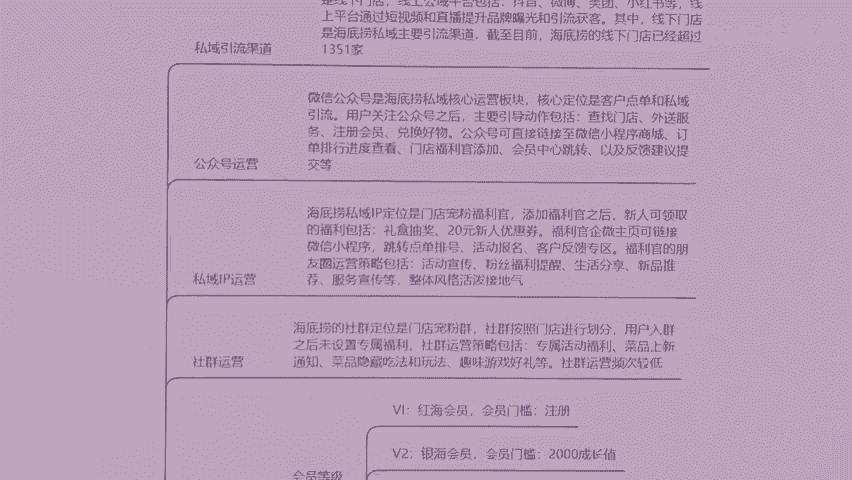 是线下门店，线上公域平台包括：抖音、微博、美团、小红书等，线
上平台通过短视频和直播提升品牌曝光和引流获客。其中，线下门店
是海底捞私域主要引流渠道，截至目前，海底捞的线下门店已经超过
1351家
私域引流渠道
微信公众号是海底捞私域核心运营板块，核心定位是客户点单和私域
引流。用户关注公众号之后，主要引导动作包括：查找门店、外送服
务、注册会员、兑换好物。公众号可直接链接至微信小程序商城、订
单排行进度查看、门店福利官添加、会员中心跳转、以及反馈建议提
交等
公众号运营
海底捞私域IP定位是门店宠粉福利官，添加福利官之后，新人可领取
的福利包括：礼盒抽奖、20元新人优惠券。福利官企微主页可链接
微信小程序，跳转点单排号、活动报名、客户反馈专区。福利官的朋
友圈运营策略包括：活动宣传、粉丝福利提醒、生活分享、新品推
荐、服务宣传等，整体风格活泼接地气
私域IP运营
海底捞的社群定位是门店宠粉群，社群按照门店进行划分，用户入群
之后未设置专属福利，社群运营策略包括：专属活动福利、菜品上新
通知、菜品隐藏吃法和玩法、趣味游戏好礼等。社群运营频次较低
社群运营
V1：红海会员，会员门槛：注册
V2：银海会员，会员门槛：2000成长值
会员等级